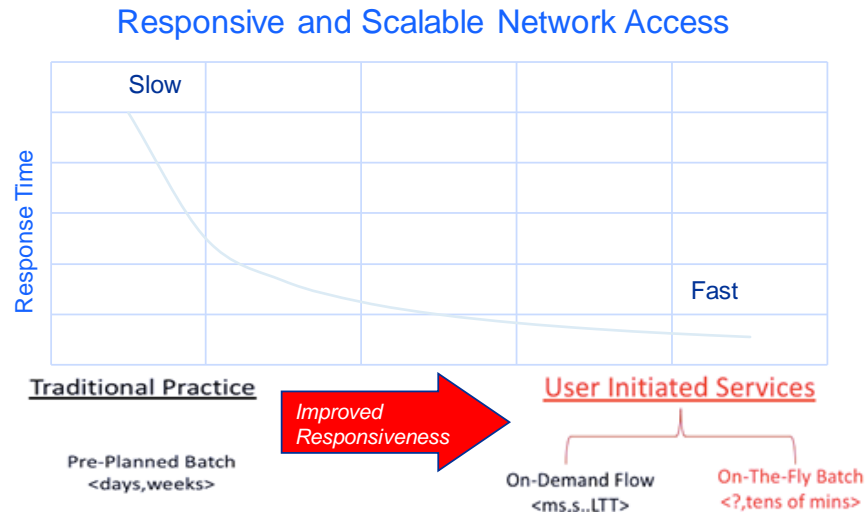 Responsive and Scalable Network Access
Slow
Response Time
Fast
Traditional Practice
Improved
Responsiveness
User Initiated Services
Pre-Planned Batch
<days,weeks>
On-Demand Flow
<ms,s..LTT>
On-The-Fly Batch
<?,tens of mins>